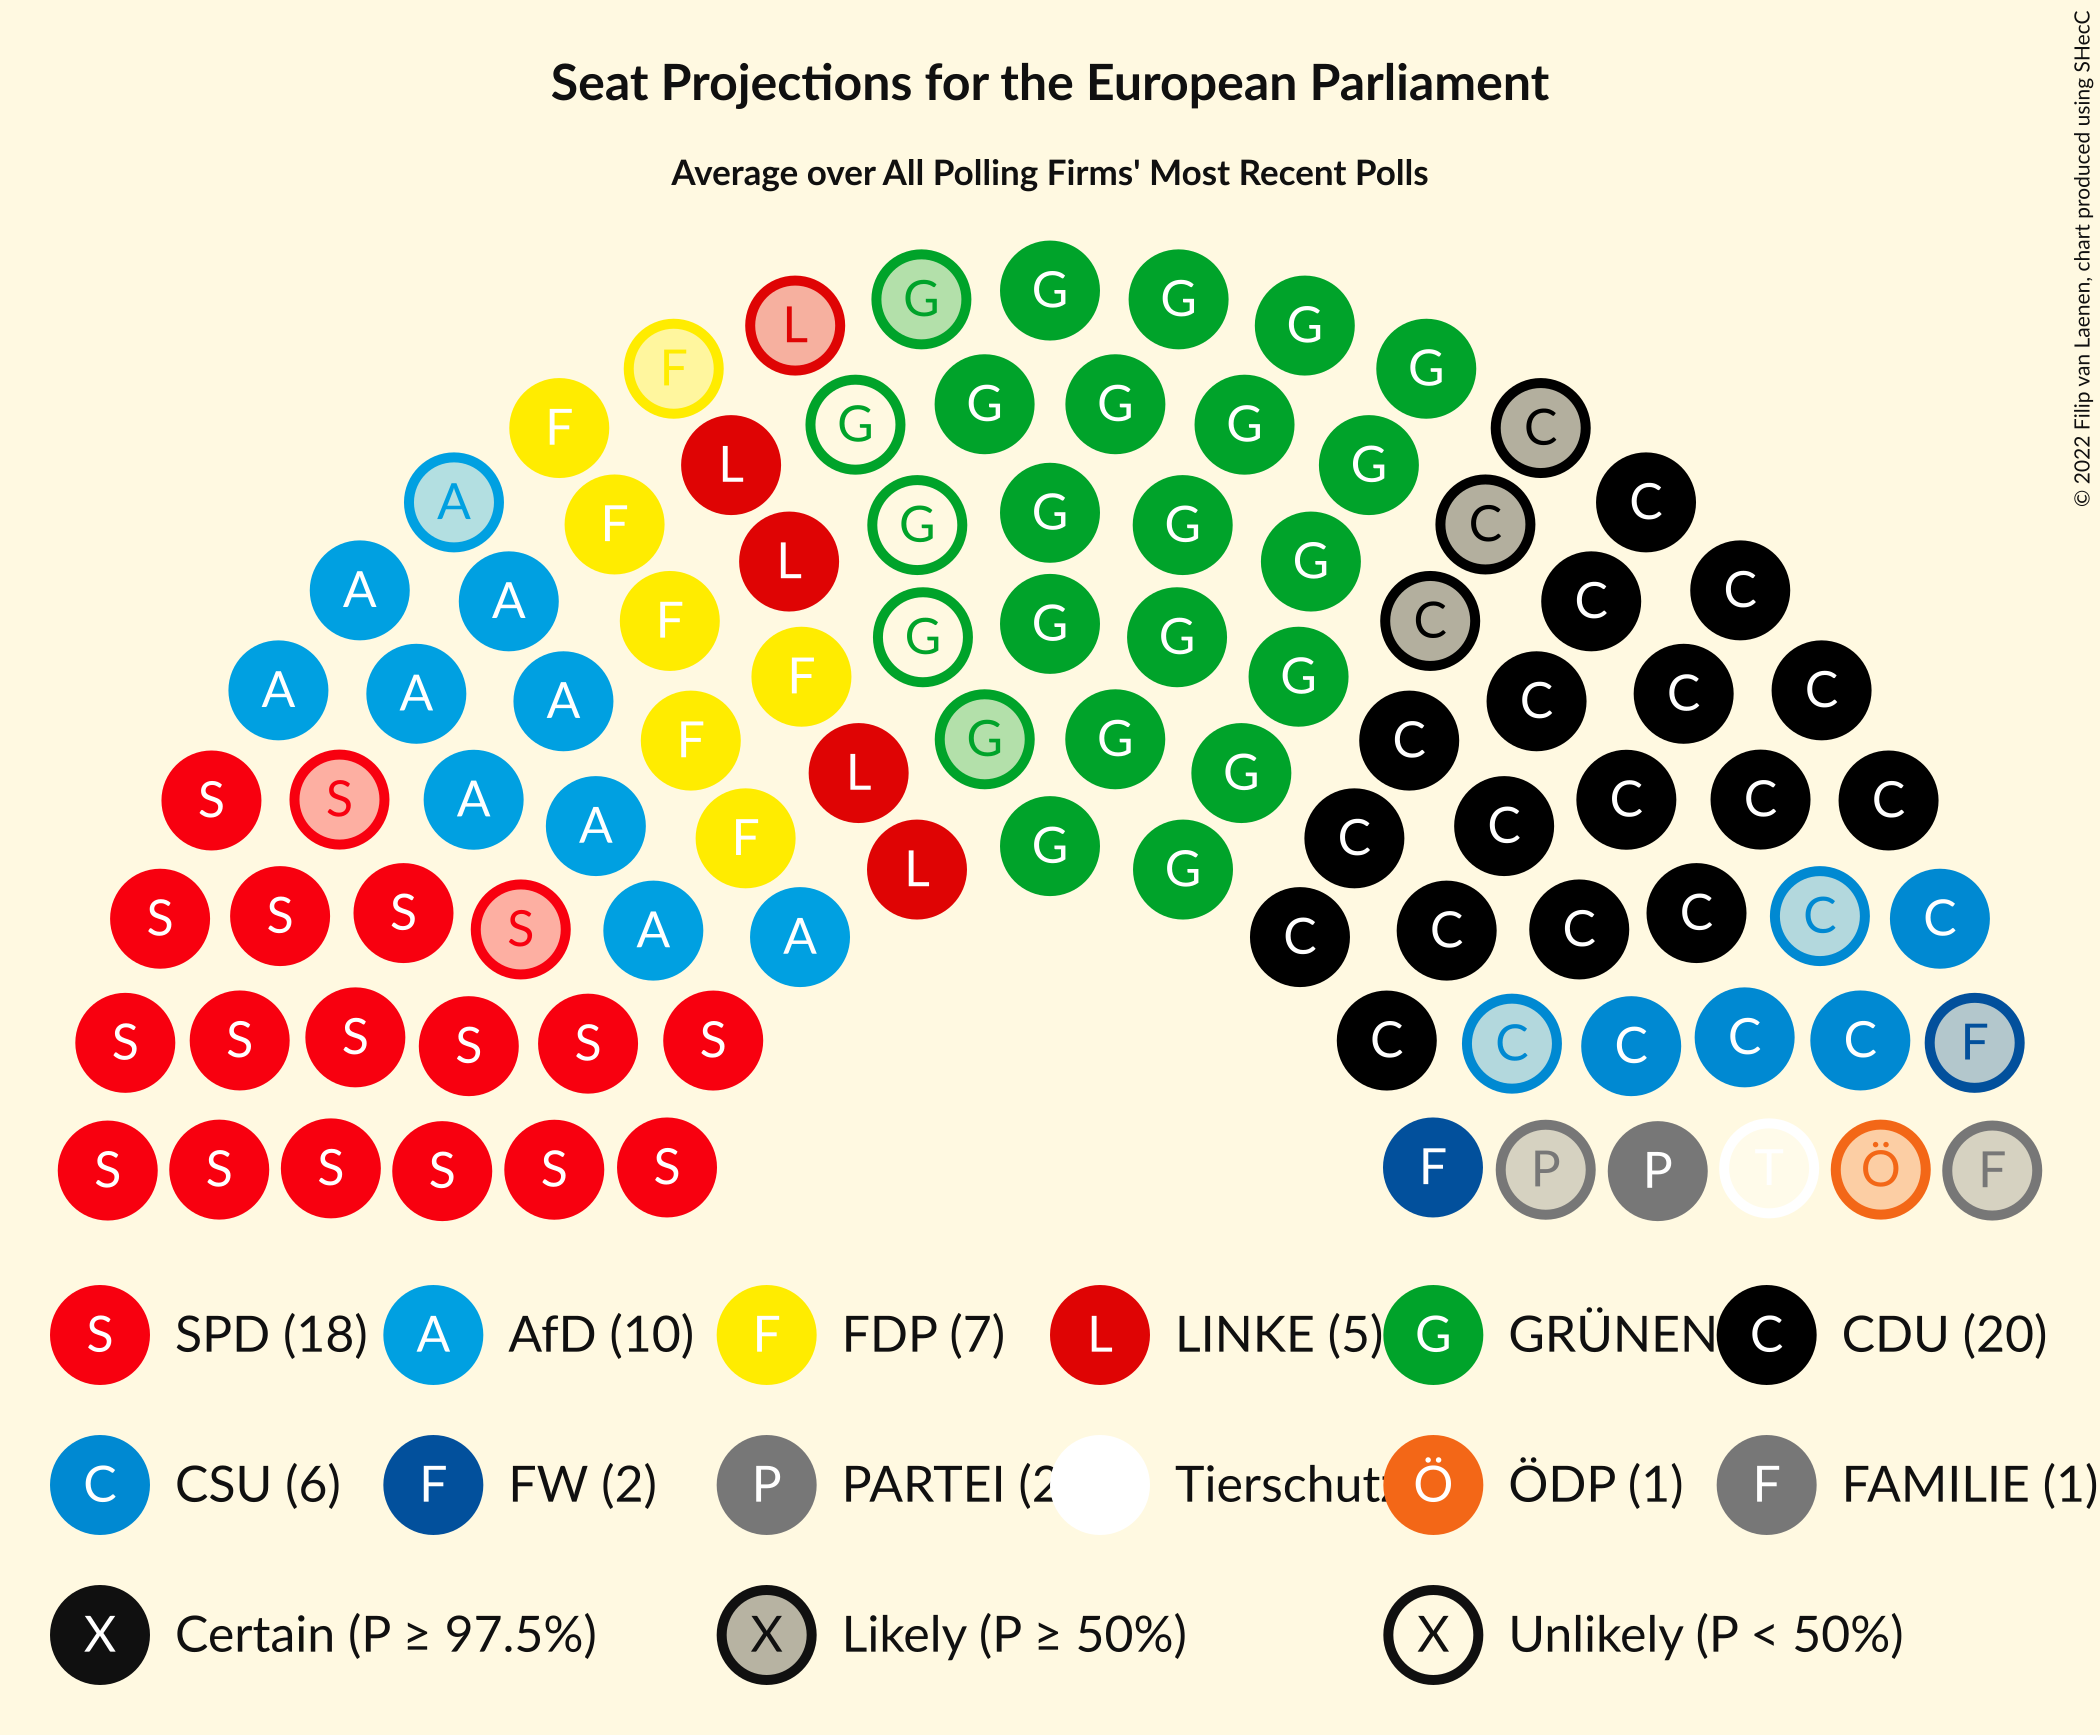 Seat Projections for the European Parliament
Average over All Polling Firms' Most Recent Polls
© 2022 Filip van Laenen, chart produced using SHecC
G G G G G
L G G G G G C
F L G G G G C C
F F L G G G G C C C
A F F F G G G C C C C
A A F F L G G C C C C C
A A A F L G G C C C C C
S S A A A C C C C C C
S S S S S S S C C C C C C F
S S S S S S S S S F P P T Ö F
S SPD (18) A AfD (10) F FDP (7) L LINKE (5) G GRÜNEN C CDU (20)
C CSU (6) F FW (2) P PARTEI (2 Tierschutz Ö ÖDP (1) F FAMILIE (1)
X Certain (P ≥ 97.5%) X Likely (P ≥ 50%) X Unlikely (P < 50%)